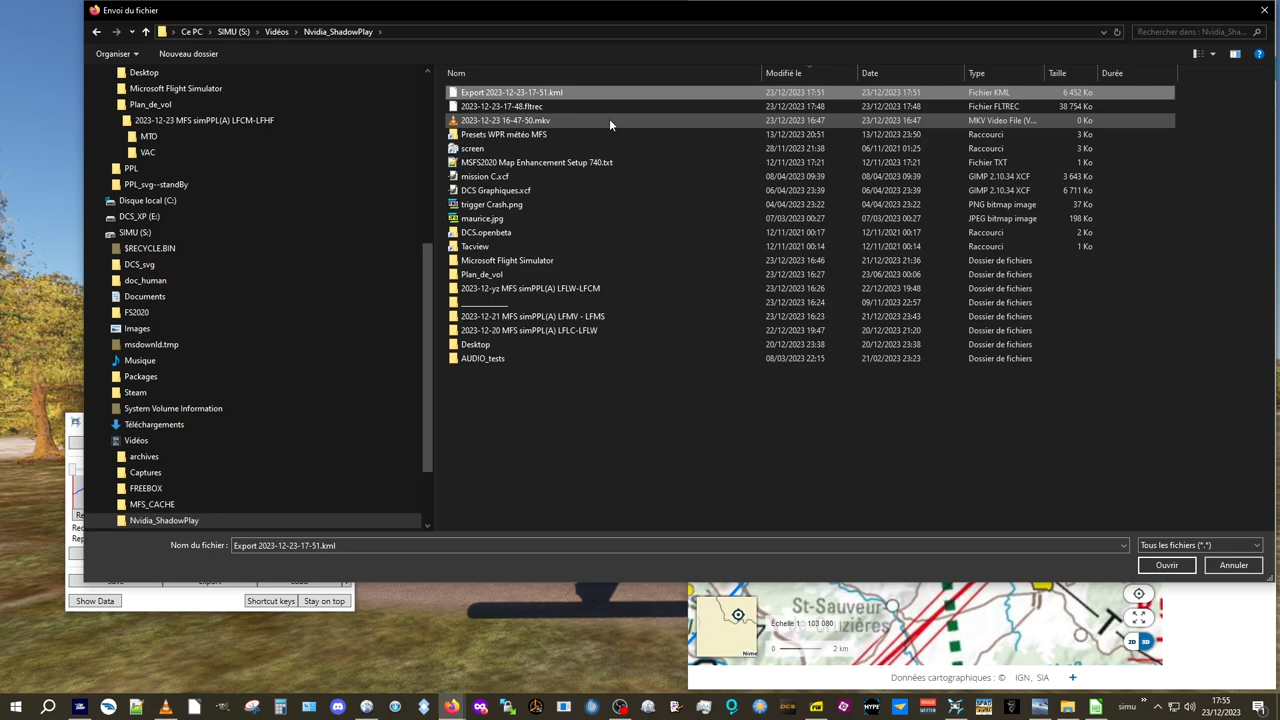 Envoi du fichier
Ce PC > SIMU (S:) > Vidéos > Nvidia_ShadowPlay >
Rechercher dans : Nvidia_Sha...
Organiser
Nouveau dossier
Desktop
Microsoft Flight Simulator
Plan_de_vol
2023-12-23 MFS simPPL(A) LFCM-LFHF
MTO
VAC
PPL
PPL_svg--standBy
Disque local (C:)
DCS_XP (E:)
SIMU (S:)
$RECYCLE.BIN
DCS_svg
doc_human
Documents
FS2020
Images
msdownld.tmp
Musique
Packages
Steam
System Volume Information
Téléchargements
Vidéos
archives
Captures
FREEBOX
MFS_CACHE
Nvidia_ShadowPlay
Nom Modifié le Date Type Taille Durée
Export 2023-12-23-17-51.kml 23/12/2023 17:51 23/12/2023 17:51 Fichier KML 6 452 Ko
2023-12-23-17-48.fltrec 23/12/2023 17:48 23/12/2023 17:48 Fichier FLTREC 38 754 Ko
2023-12-23 16-47-50.mkv 23/12/2023 16:47 23/12/2023 16:47 MKV Video File (V... 0 Ko
Presets WPR météo MFS 13/12/2023 20:51 13/12/2023 23:50 Raccourci 3 Ko
screen 28/11/2023 21:38 06/11/2021 00:05 Raccourci 1 Ko
MSFS2020 Map Enhancement Setup 740.txt 12/11/2023 17:21 12/11/2023 17:21 Fichier TXT 1 Ko
mission C.xcf 08/04/2023 09:39 08/04/2023 09:39 GIMP 2.10.34 XCF 3 643 Ko
DCS Graphiques.xcf 06/04/2023 23:39 06/04/2023 23:39 GIMP 2.10.34 XCF 6 711 Ko
trigger Crash.png 04/04/2023 23:22 04/04/2023 23:22 PNG bitmap image 37 Ko
maurice.jpg 07/03/2023 00:27 07/03/2023 00:27 JPEG bitmap image 198 Ko
DCS.openbeta 12/11/2021 00:17 12/11/2021 00:17 Raccourci 2 Ko
Tacview 12/11/2021 00:14 12/11/2021 00:14 Raccourci 1 Ko
Microsoft Flight Simulator 23/12/2023 16:46 23/12/2023 16:46 Dossier de fichiers
Plan_de_vol 23/12/2023 16:27 23/06/2023 00:06 Dossier de fichiers
2023-12-yz MFS simPPL(A) LFLW-LFCM 23/12/2023 16:26 22/12/2023 19:48 Dossier de fichiers
___________ 23/12/2023 16:24 09/11/2023 22:57 Dossier de fichiers
2023-12-21 MFS simPPL(A) LFMV - LFMS 23/12/2023 16:23 21/12/2023 23:43 Dossier de fichiers
2023-12-20 MFS simPPL(A) LFLC-LFLW 22/12/2023 19:47 20/12/2023 21:20 Dossier de fichiers
Desktop 20/12/2023 23:38 20/12/2023 23:38 Dossier de fichiers
AUDIO_tests 08/03/2023 22:15 21/02/2023 23:23 Dossier de fichiers
Nom du fichier : Export 2023-12-23-17-51.kml
Tous les fichiers (*.*)
Ouvrir
Annuler
Show Data
Shortcut keys
Stay on top
St-Sauveur
Échelle 1 : 103 080
0 2 km
Nime
2D 3D
Données cartographiques : © IGN, SIA +
DCS
HYPE
simu
17:55
23/12/2023